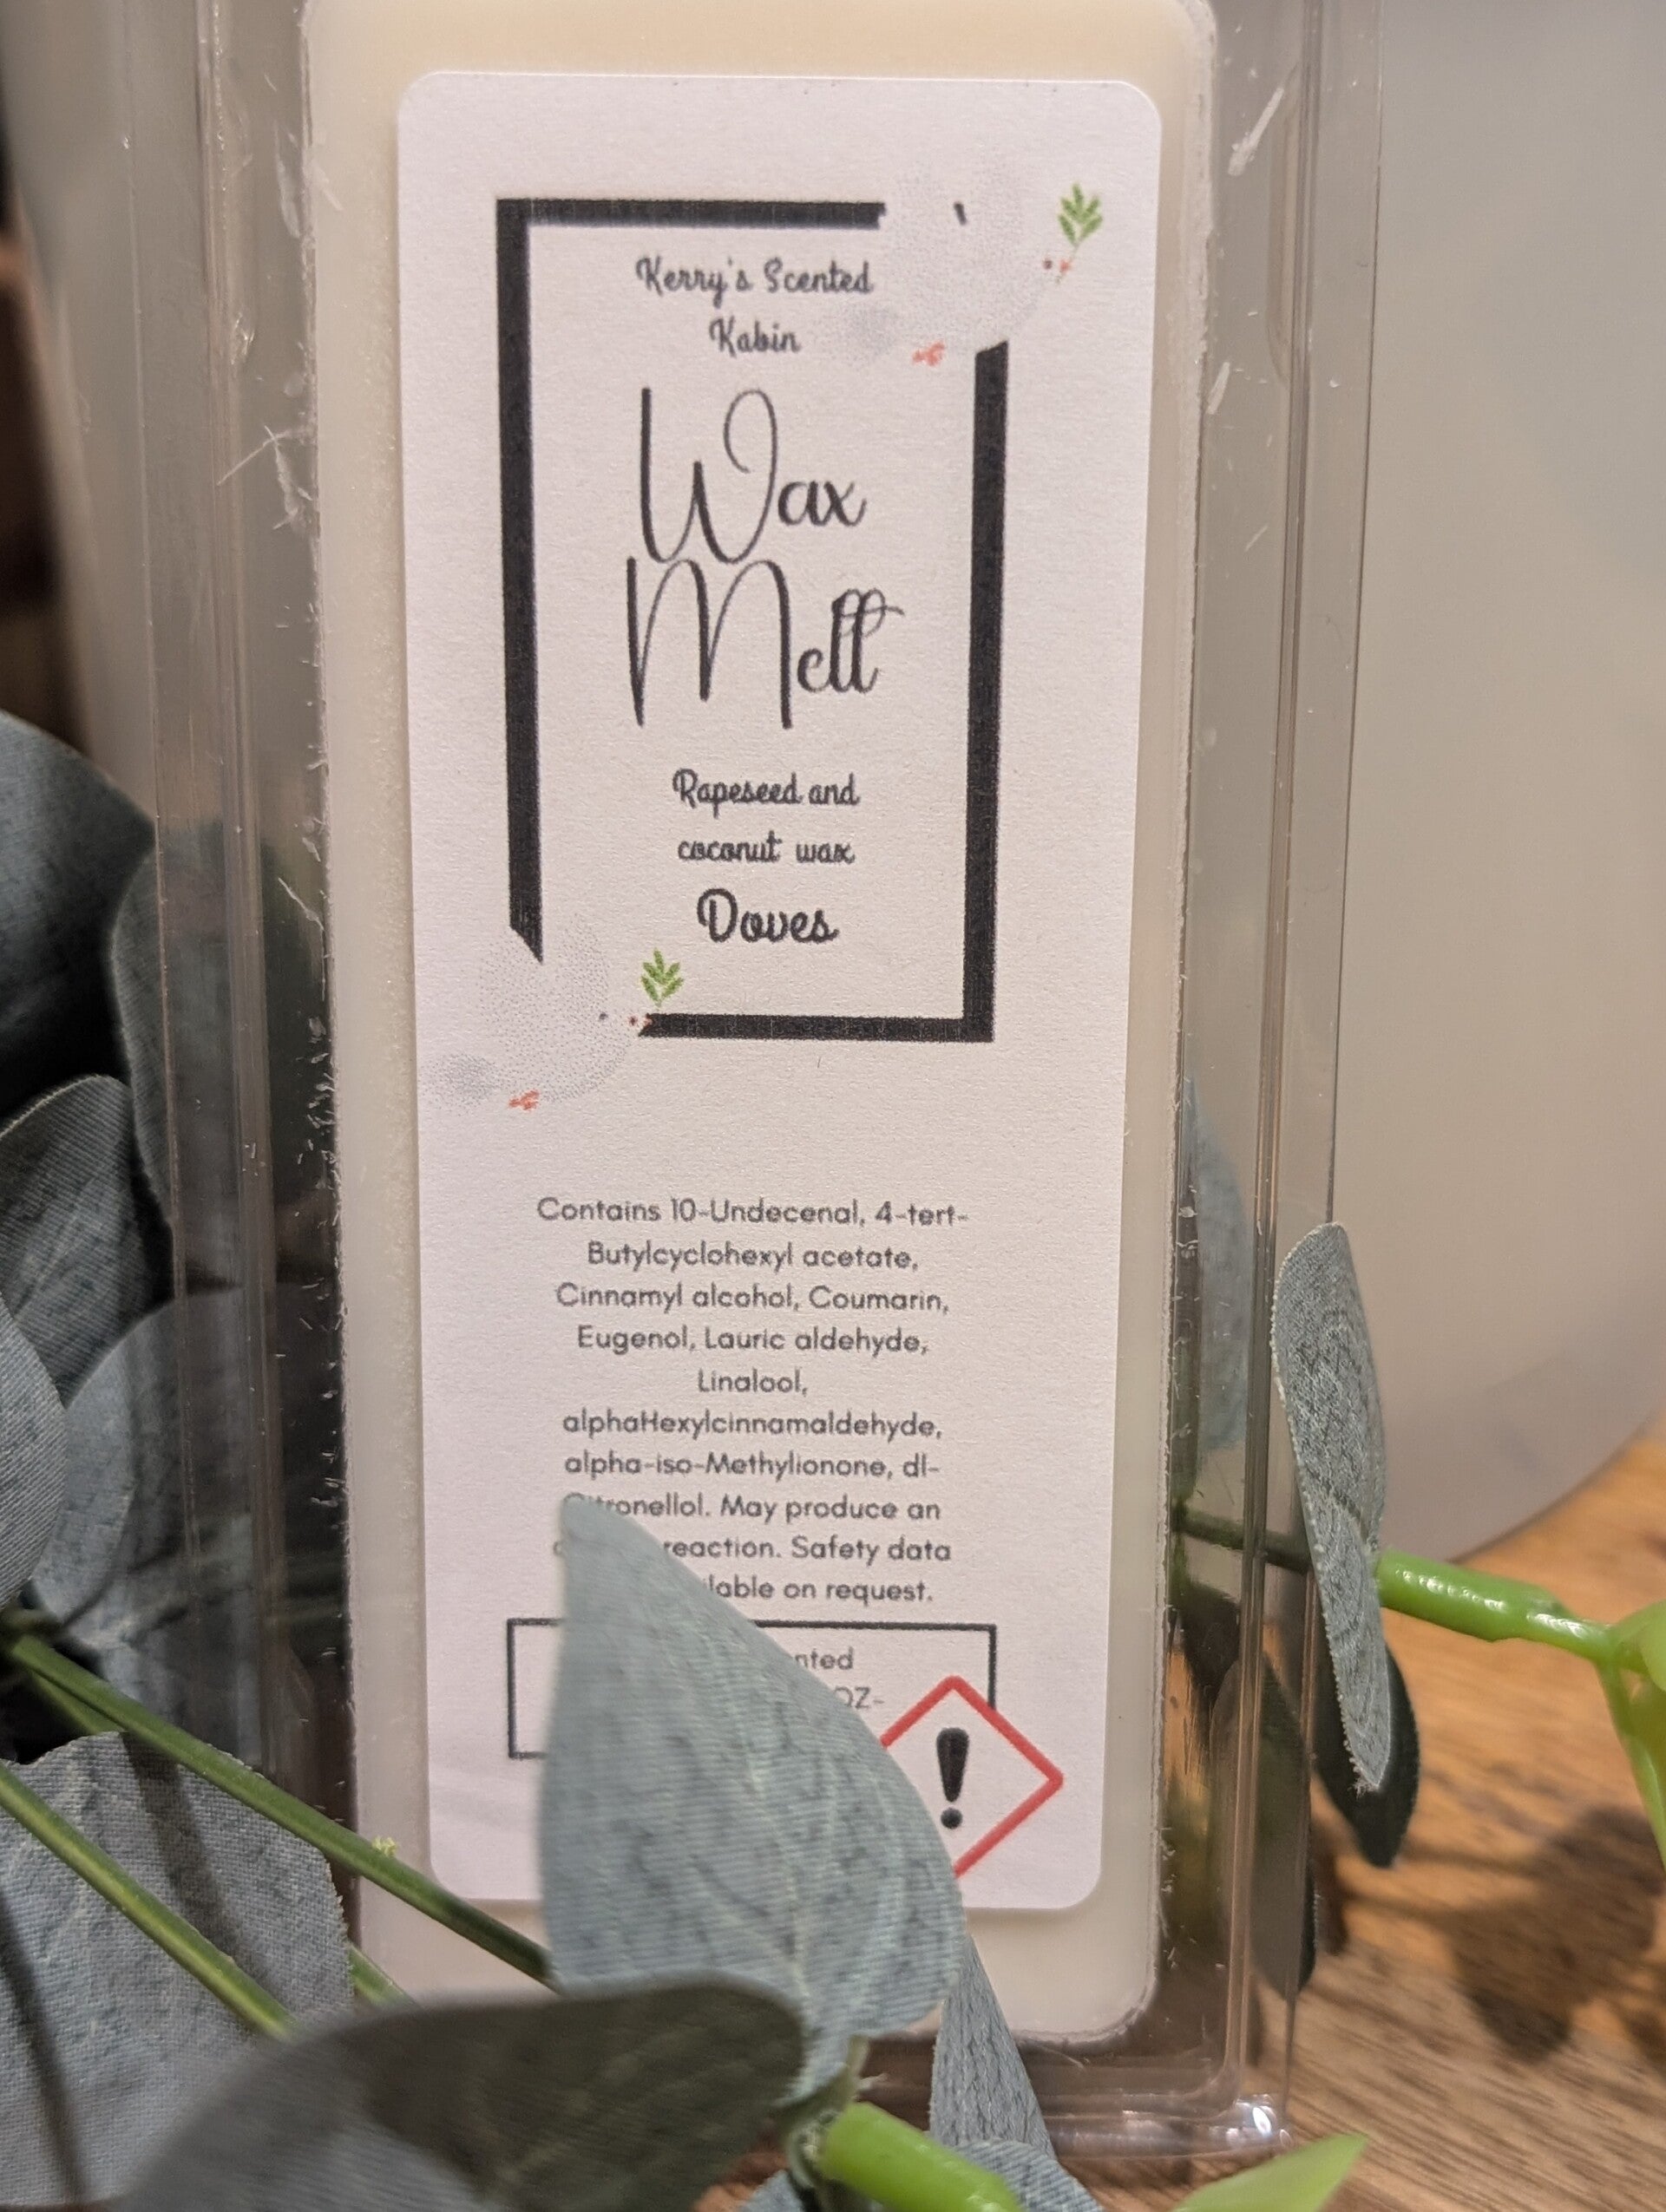 Kerry's Scented
Kabin
Wax
Melt
Rapeseed and
coconut wax
Doves
Contains 10-Undecenal, 4-tert-
Butylcyclohexyl acetate,
Cinnamyl alcohol, Coumarin,
Eugenol, Lauric aldehyde,
Linalool,
alphaHexylcinnamaldehyde,
alpha-iso-Methylionone, dl-
May produce an
reaction. Safety data
on request.